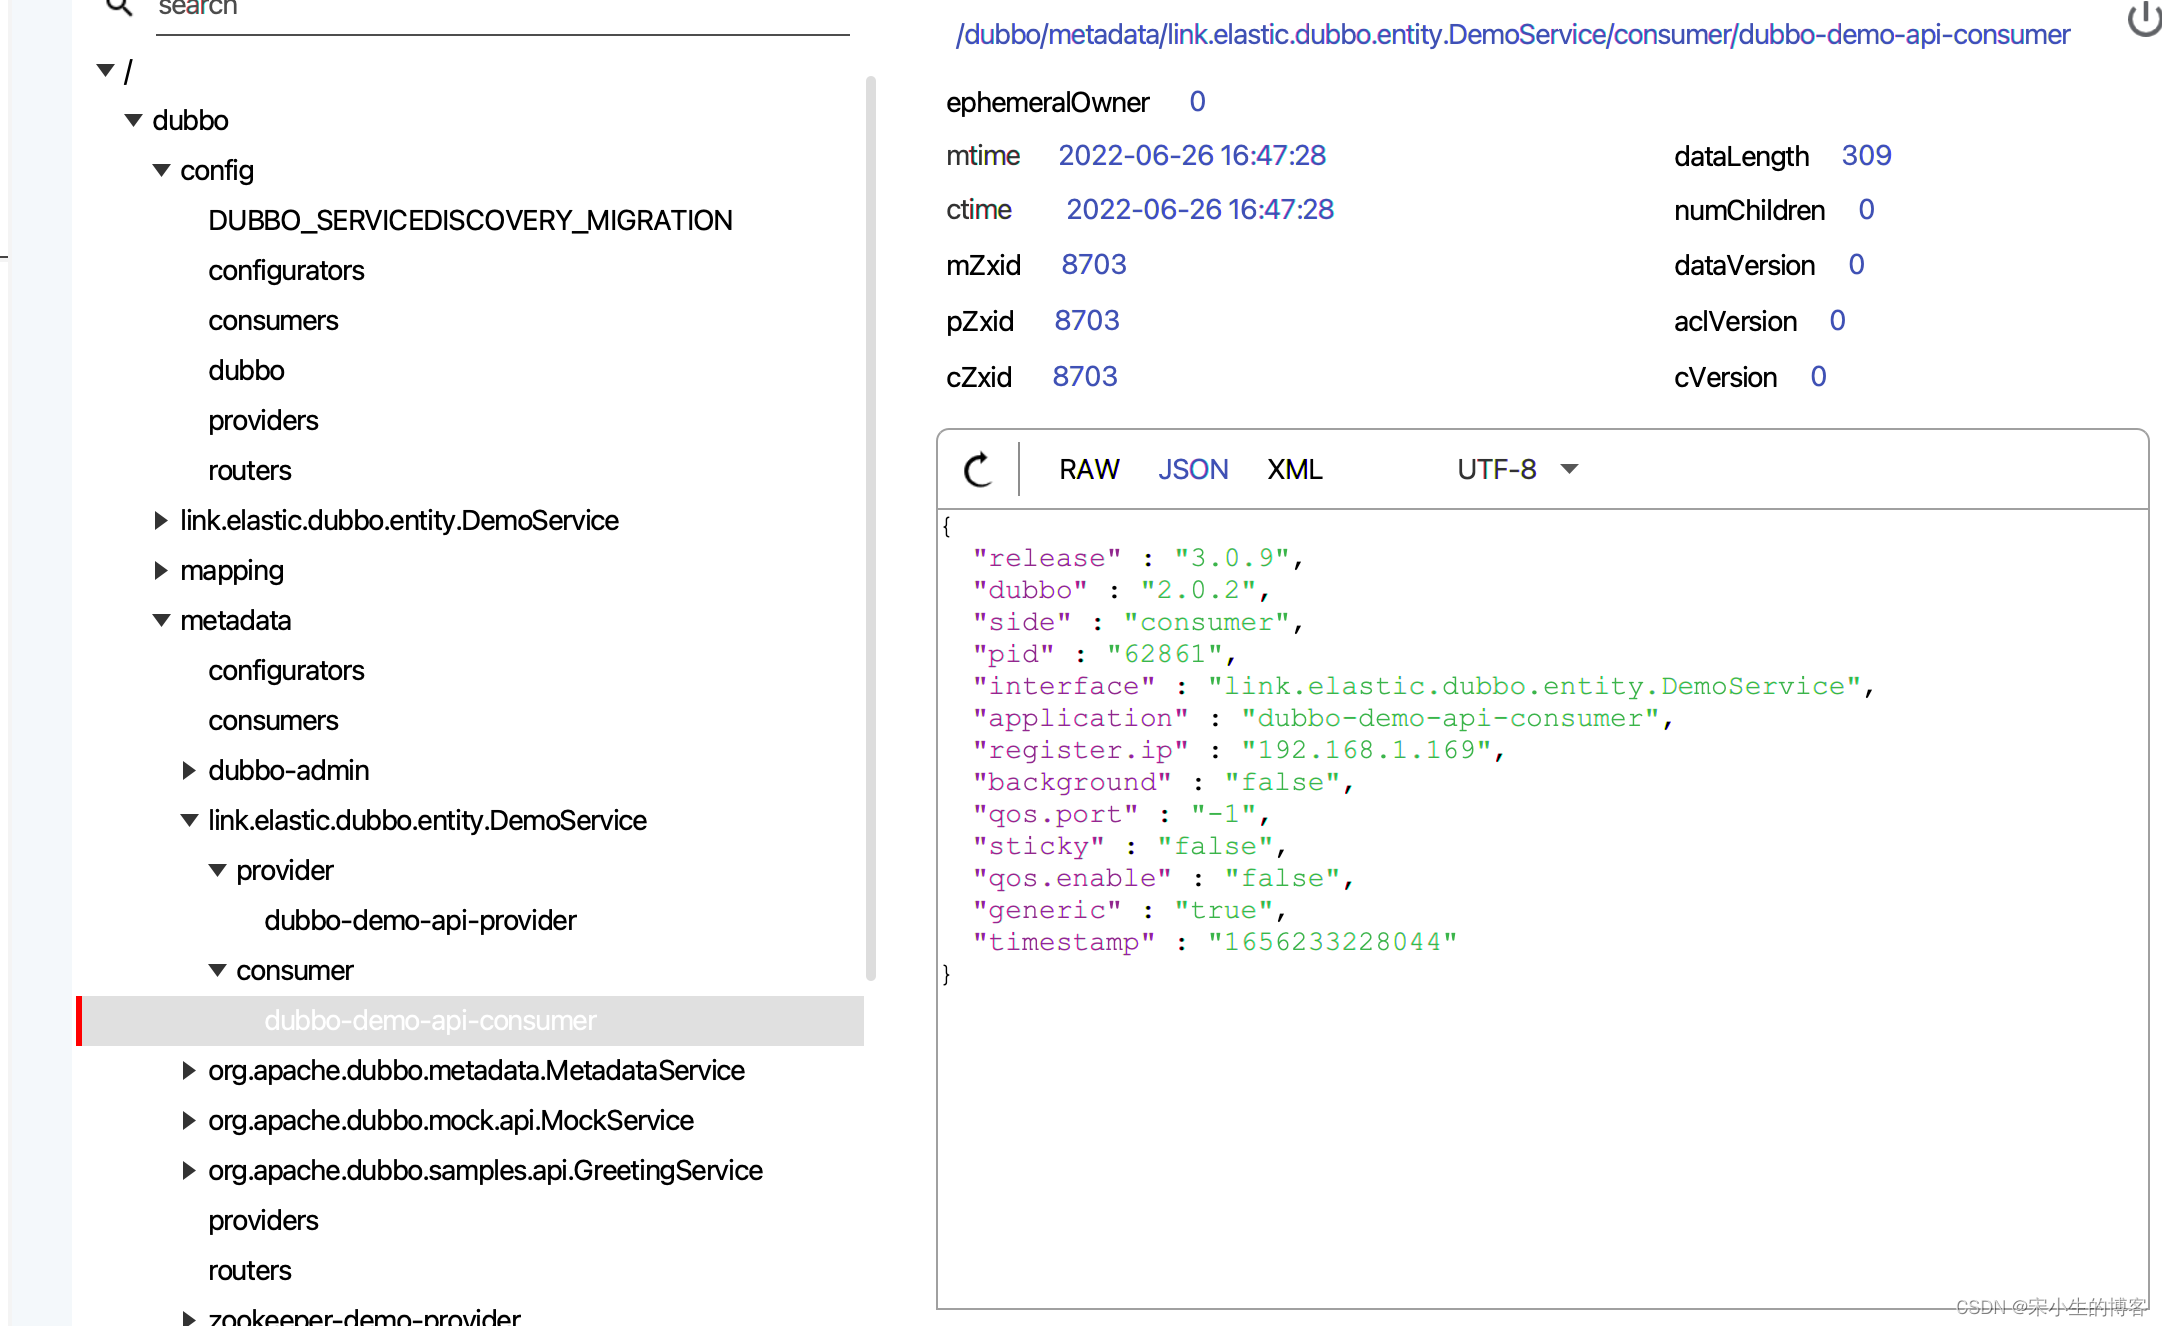 search
/
dubbo
config
DUBBO_SERVICEDISCOVERY_MIGRATION
configurators
consumers
dubbo
providers
routers
link.elastic.dubbo.entity.DemoService
mapping
metadata
configurators
consumers
dubbo-admin
link.elastic.dubbo.entity.DemoService
provider
dubbo-demo-api-provider
consumer
dubbo-demo-api-consumer
org.apache.dubbo.metadata.MetadataService
org.apache.dubbo.mock.api.MockService
org.apache.dubbo.samples.api.GreetingService
providers
routers
zookeeper-demo-provider
/dubbo/metadata/link.elastic.dubbo.entity.DemoService/consumer/dubbo-demo-api-consumer
ephemeralOwner 0
mtime 2022-06-26 16:47:28 dataLength 309
ctime 2022-06-26 16:47:28 numChildren 0
mZxid 8703 dataVersion 0
pZxid 8703 aclVersion 0
cZxid 8703 cVersion 0
RAW JSON XML UTF-8
{
"release" : "3.0.9",
"dubbo" : "2.0.2",
"side" : "consumer",
"pid" : "62861",
"interface" : "link.elastic.dubbo.entity.DemoService",
"application" : "dubbo-demo-api-consumer",
"register.ip" : "192.168.1.169",
"background" : "false",
"qos.port" : "-1",
"sticky" : "false",
"qos.enable" : "false",
"generic" : "true",
"timestamp" : "1656233228044"
}
CSDN @宋小生的博客